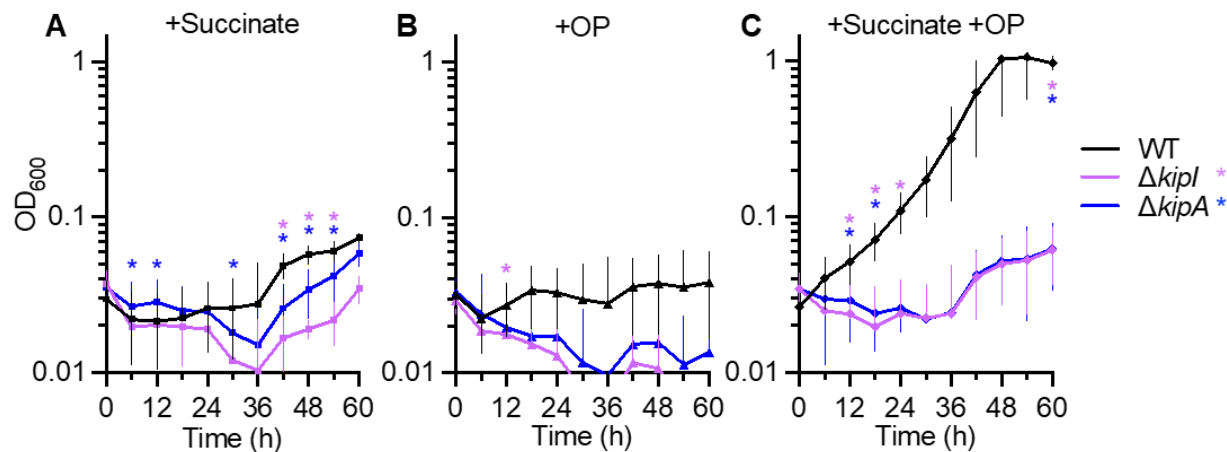 A +Succinate
B +OP
C +Succinate +OP
OD600
1
0.1
0.01
0 12 24 36 48 60
Time (h)
1
0.1
0.01
0 12 24 36 48 60
Time (h)
1
0.1
0.01
0 12 24 36 48 60
Time (h)
* * * * * * * * *
*
* * * * * * *
WT
ΔkipI *
ΔkipA *